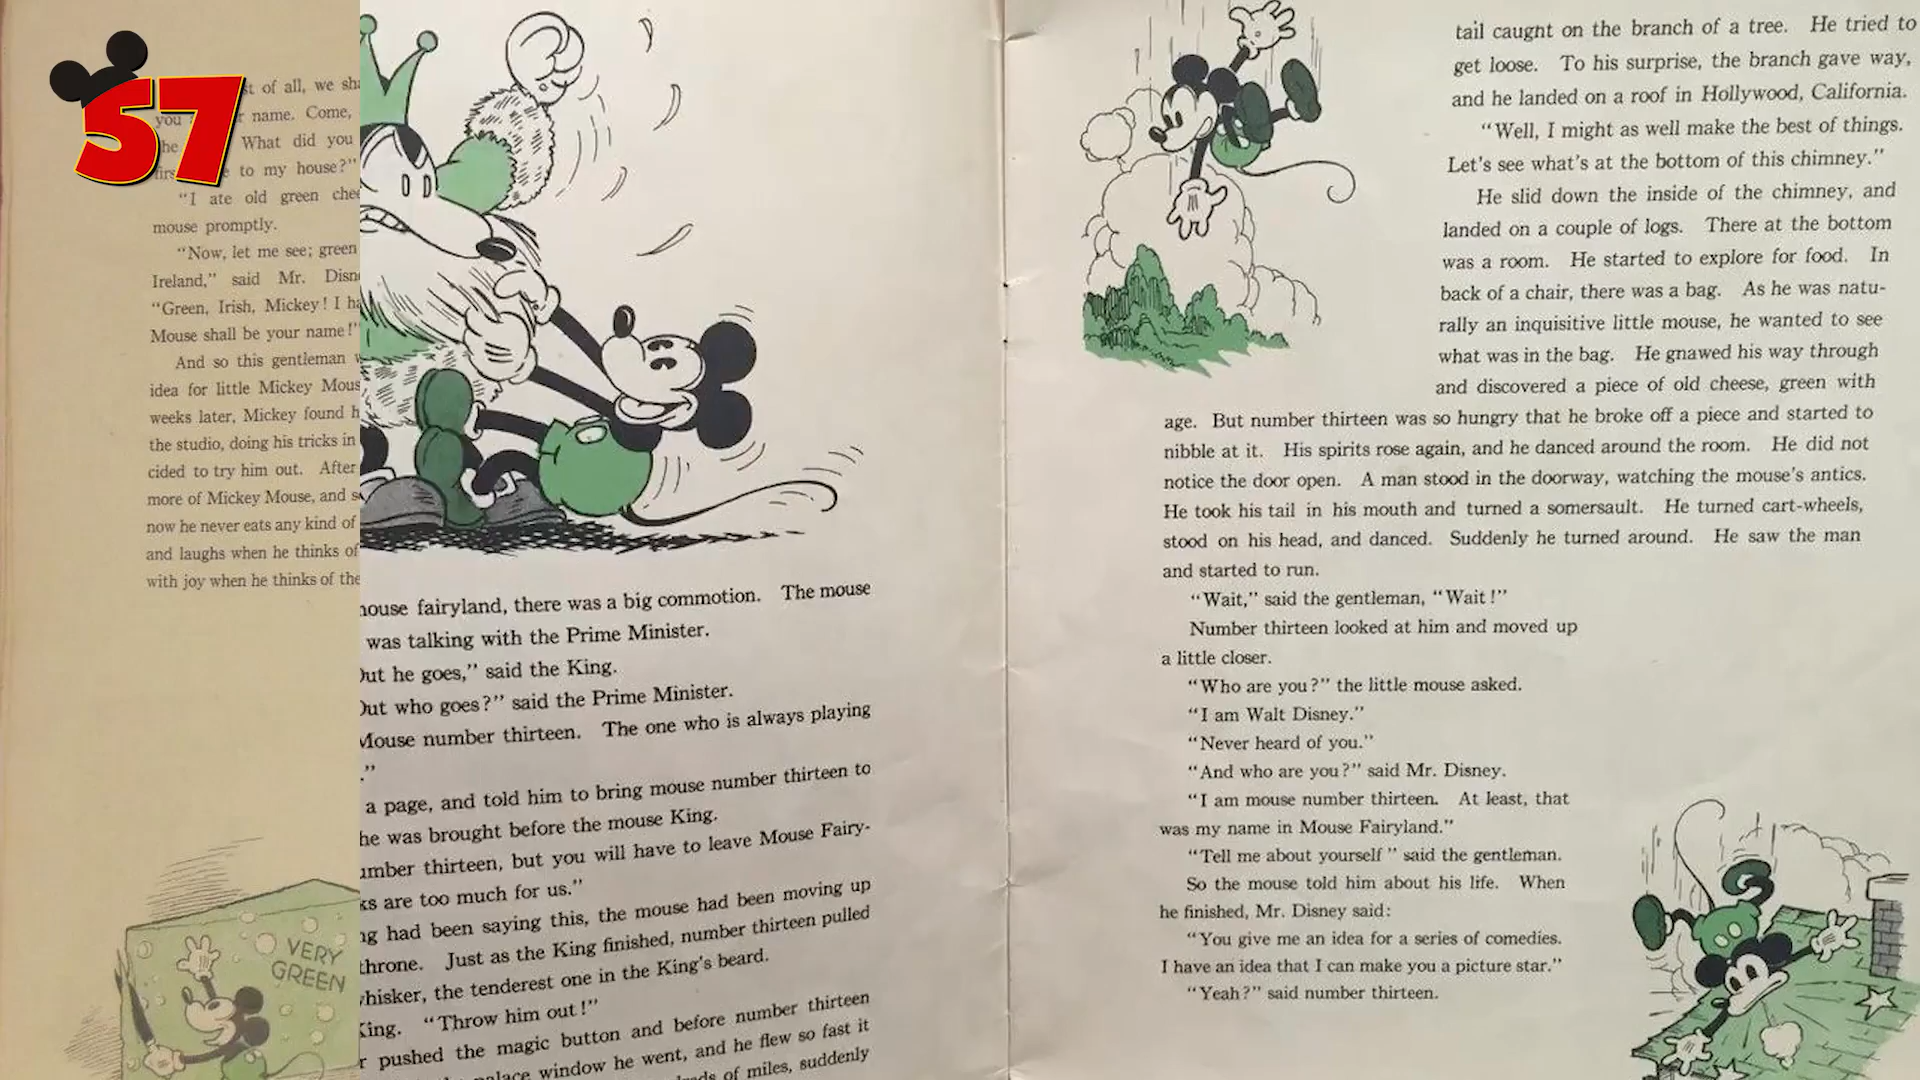 57
st of all, we sh
you r name. Come,
he What did you
firs e to my house?"
"I ate old green chee
mouse promptly.
"Now, let me see; green
Ireland," said Mr. Disn
"Green, Irish, Mickey! I h
Mouse shall be your name!"
And so this gentleman w
idea for little Mickey Mous
weeks later, Mickey found h
the studio, doing his tricks in
cided to try him out. After
more of Mickey Mouse, and s
now he never eats any kind of
and laughs when he thinks of
with joy when he thinks of the
VERY
GREEN
ouse fairyland, there was a big commotion. The mouse
was talking with the Prime Minister.
Out he goes," said the King.
Out who goes?" said the Prime Minister.
Mouse number thirteen. The one who is always playing
."
a page, and told him to bring mouse number thirteen to
he was brought before the mouse King.
umber thirteen, but you will have to leave Mouse Fairy-
ks are too much for us."
ng had been saying this, the mouse had been moving up
throne. Just as the King finished, number thirteen pulled
whisker, the tenderest one in the King's beard.
King. "Throw him out!"
r pushed the magic button and before number thirteen
palace window he went, and he flew so fast it
of miles, suddenly
tail caught on the branch of a tree. He tried to
get loose. To his surprise, the branch gave way,
and he landed on a roof in Hollywood, California.
"Well, I might as well make the best of things.
Let's see what's at the bottom of this chimney."
He slid down the inside of the chimney, and
landed on a couple of logs. There at the bottom
was a room. He started to explore for food. In
back of a chair, there was a bag. As he was natu-
rally an inquisitive little mouse, he wanted to see
what was in the bag. He gnawed his way through
and discovered a piece of old cheese, green with
age. But number thirteen was so hungry that he broke off a piece and started to
nibble at it. His spirits rose again, and he danced around the room. He did not
notice the door open. A man stood in the doorway, watching the mouse's antics.
He took his tail in his mouth and turned a somersault. He turned cart-wheels,
stood on his head, and danced. Suddenly he turned around. He saw the man
and started to run.
"Wait," said the gentleman, "Wait!"
Number thirteen looked at him and moved up
a little closer.
"Who are you?" the little mouse asked.
"I am Walt Disney."
"Never heard of you."
"And who are you?" said Mr. Disney.
"I am mouse number thirteen. At least, that
was my name in Mouse Fairyland."
"Tell me about yourself" said the gentleman.
So the mouse told him about his life. When
he finished, Mr. Disney said:
"You give me an idea for a series of comedies.
I have an idea that I can make you a picture star."
"Yeah?" said number thirteen.